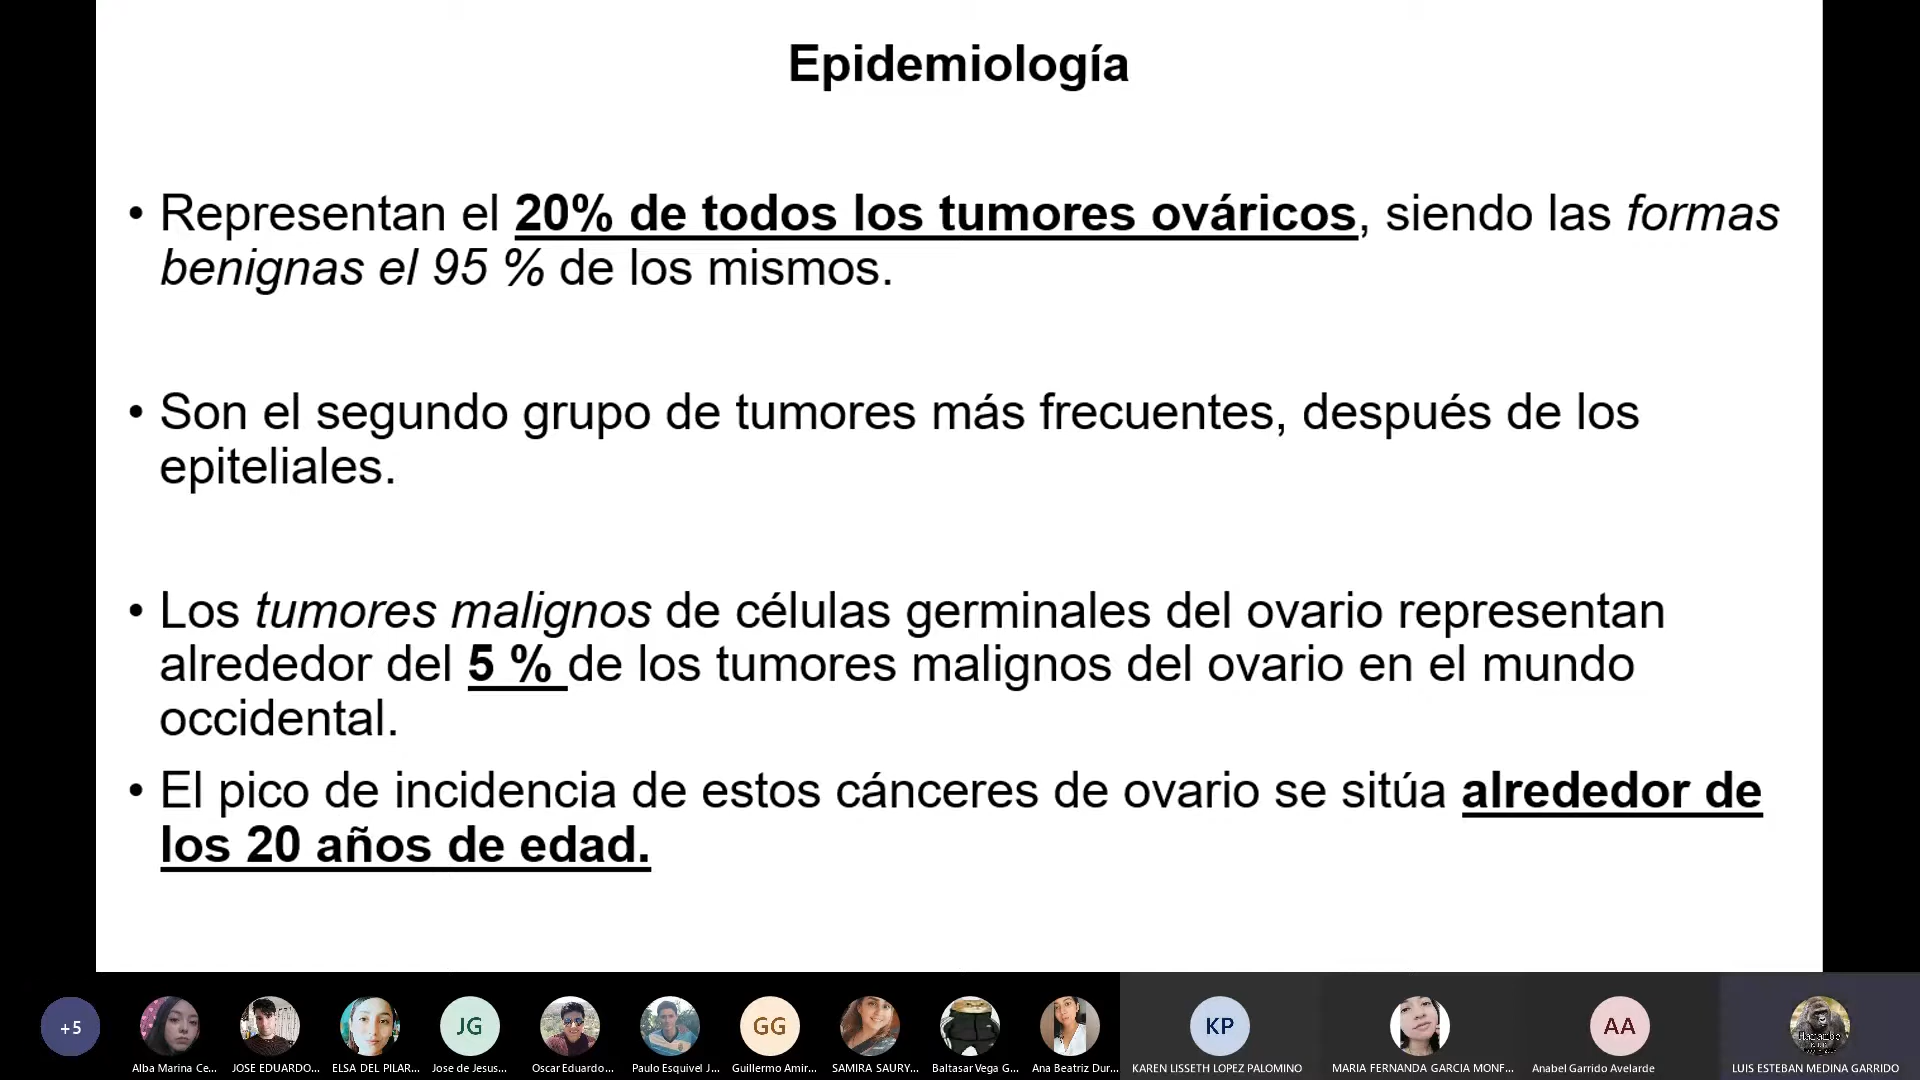 Epidemiología
• Representan el 20% de todos los tumores ováricos, siendo las formas
benignas el 95 % de los mismos.
• Son el segundo grupo de tumores más frecuentes, después de los
epiteliales.
• Los tumores malignos de células germinales del ovario representan
alrededor del 5 % de los tumores malignos del ovario en el mundo
occidental.
• El pico de incidencia de estos cánceres de ovario se sitúa alrededor de
los 20 años de edad.
+5
JG
GG
KP
AA
Alba Marina Ce...
JOSE EDUARDO...
ELSA DEL PILAR...
Jose de Jesus...
Oscar Eduardo...
Paulo Esquivel J...
Guillermo Amir...
SAMIRA SAURY...
Baltasar Vega G...
Ana Beatriz Dur...
KAREN LISSETH LOPEZ PALOMINO
MARIA FERNANDA GARCIA MONF...
Anabel Garrido Avelarde
LUIS ESTEBAN MEDINA GARRIDO